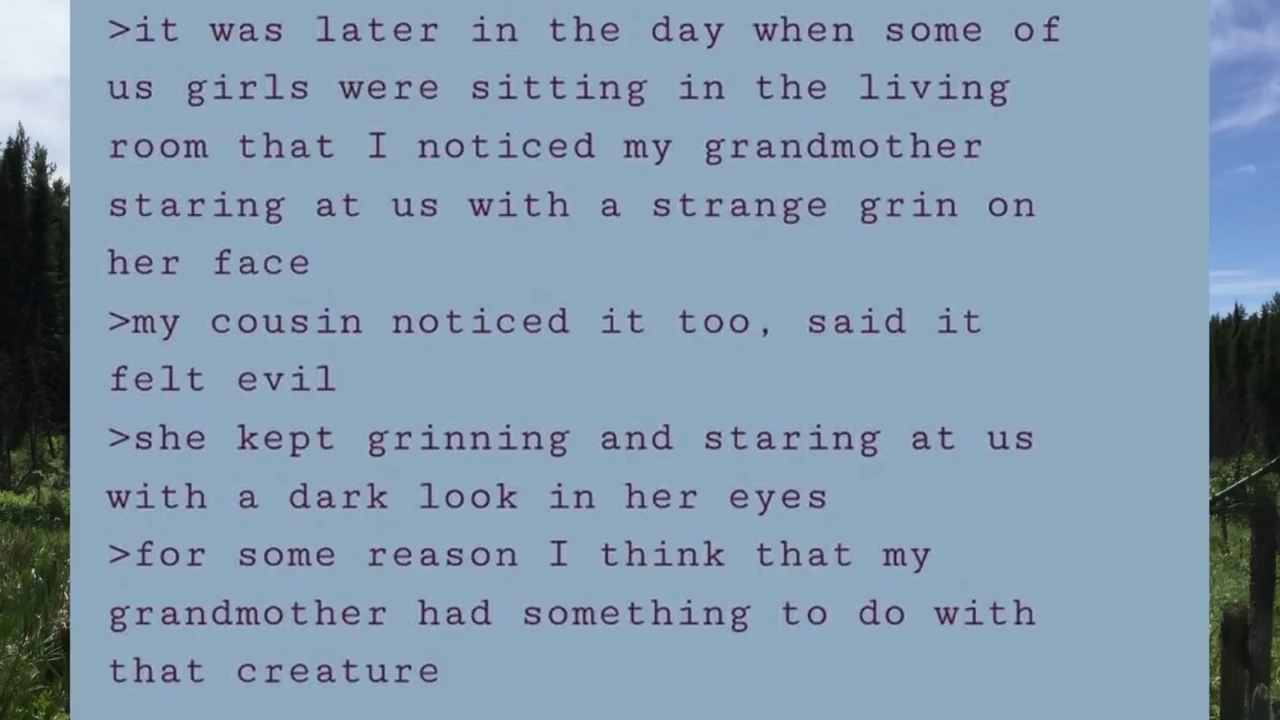 >it was later in the day when some of
us girls were sitting in the living
room that I noticed my grandmother
staring at us with a strange grin on
her face
>my cousin noticed it too, said it
felt evil
>she kept grinning and staring at us
with a dark look in her eyes
>for some reason I think that my
grandmother had something to do with
that creature